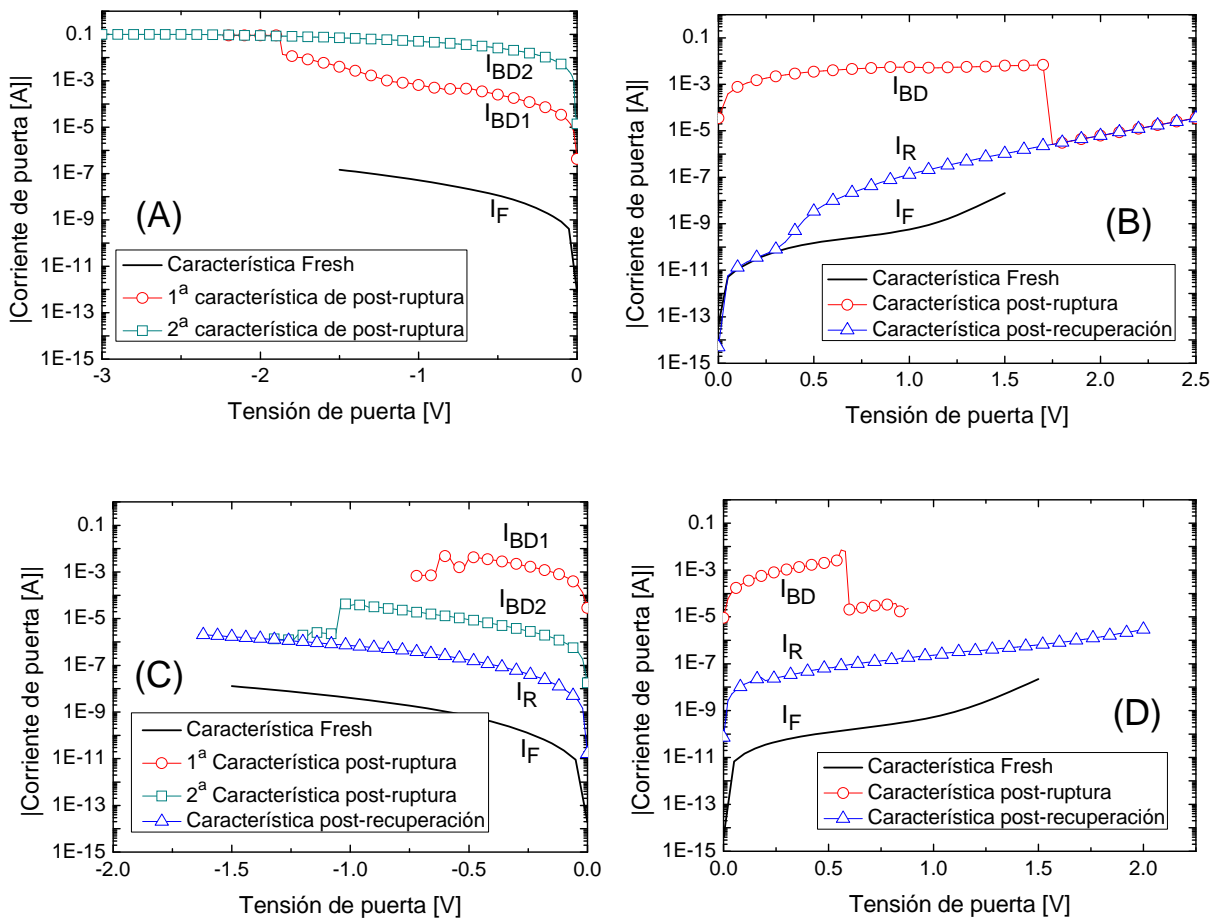 |Corriente de puerta [A]|
0.1
1E-3
1E-5
1E-7
1E-9
1E-11
1E-13
1E-15
I_BD2
I_BD1
I_F
(A)
Característica Fresh
1ª característica de post-ruptura
2ª característica de post-ruptura
-3 -2 -1 0
Tensión de puerta [V]
|Corriente de puerta [A]|
0.1
1E-3
1E-5
1E-7
1E-9
1E-11
1E-13
1E-15
I_BD
I_R
I_F
(B)
Característica Fresh
Característica post-ruptura
Característica post-recuperación
0.0 0.5 1.0 1.5 2.0 2.5
Tensión de puerta [V]
|Corriente de puerta [A]|
0.1
1E-3
1E-5
1E-7
1E-9
1E-11
1E-13
1E-15
I_BD1
I_BD2
I_R
I_F
(C)
Característica Fresh
1ª Característica post-ruptura
2ª Característica post-ruptura
Característica post-recuperación
-2.0 -1.5 -1.0 -0.5 0.0
Tensión de puerta [V]
|Corriente de puerta [A]|
0.1
1E-3
1E-5
1E-7
1E-9
1E-11
1E-13
1E-15
I_BD
I_R
I_F
(D)
Característica Fresh
Característica post-ruptura
Característica post-recuperación
0.0 0.5 1.0 1.5 2.0
Tensión de puerta [V]